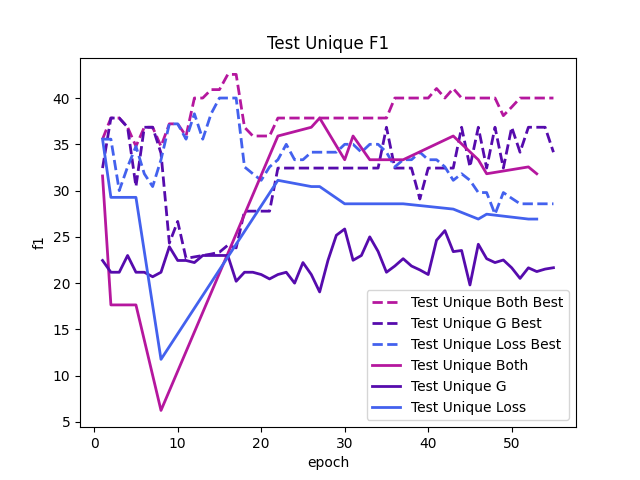 Test Unique F1
f1
40
35
30
25
20
15
10
5
0
10
20
30
40
50
epoch
Test Unique Both Best
Test Unique G Best
Test Unique Loss Best
Test Unique Both
Test Unique G
Test Unique Loss